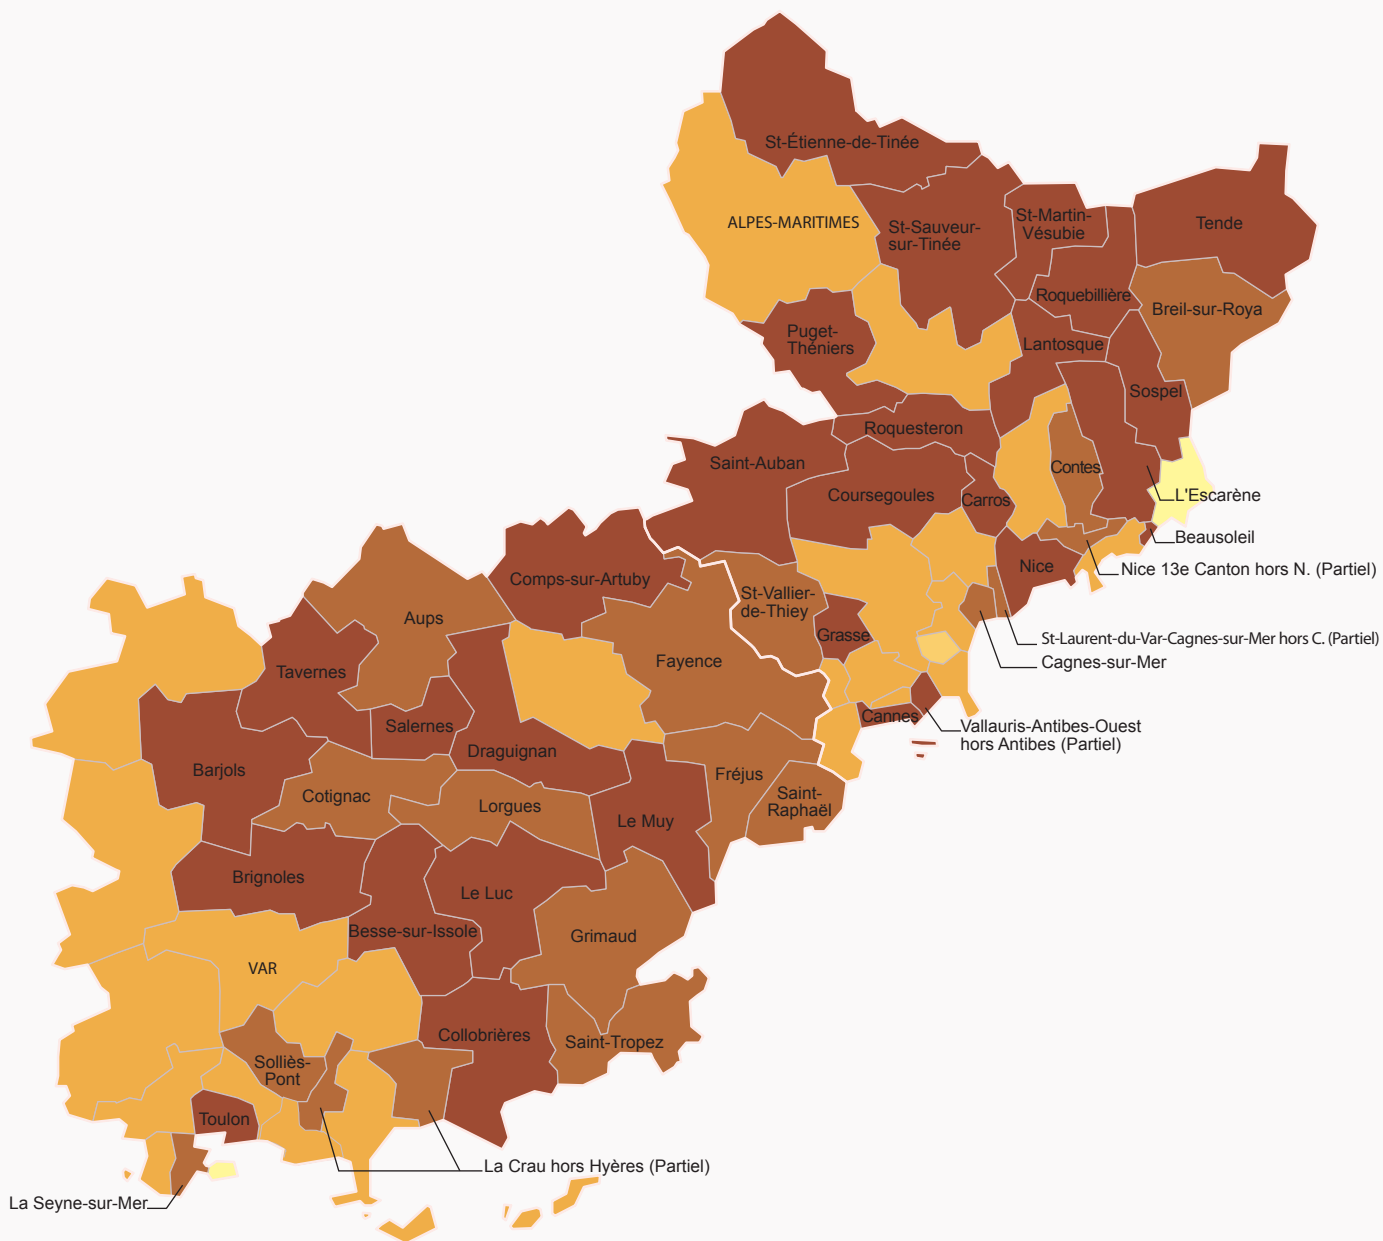 St-Étienne-de-Tinée
ALPES-MARITIMES
St-Sauveur-
sur-Tinée
St-Martin-
Vésubie
Tende
Roquebillière
Breil-sur-Roya
Puget-
Théniers
Lantosque
Sospel
Roquesteron
Saint-Auban
Contes
Coursegoules
Carros
L'Escarène
Beausoleil
Nice
Nice 13e Canton hors N. (Partiel)
Comps-sur-Artuby
St-Vallier-
de-Thiey
Aups
Grasse
St-Laurent-du-Var-Cagnes-sur-Mer hors C. (Partiel)
Cagnes-sur-Mer
Fayence
Tavernes
Salernes
Cannes
Vallauris-Antibes-Ouest
hors Antibes (Partiel)
Draguignan
Barjols
Fréjus
Cotignac
Lorgues
Saint-
Raphaël
Le Muy
Brignoles
Le Luc
Besse-sur-Issole
Grimaud
VAR
Collobrières
Saint-Tropez
Solliès-
Pont
Toulon
La Crau hors Hyères (Partiel)
La Seyne-sur-Mer